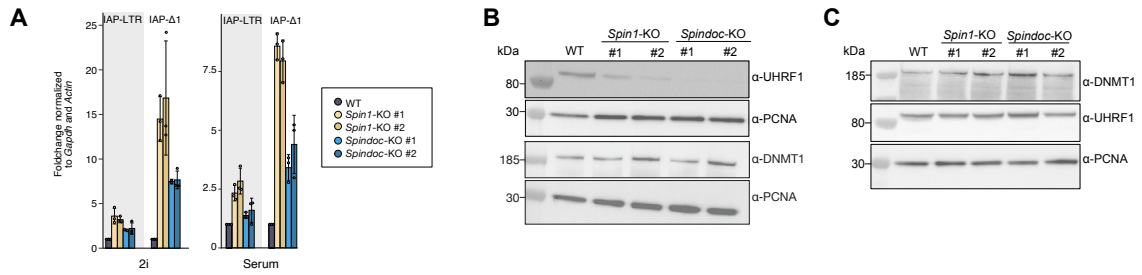 A
Foldchange normalized
to Gapdh and Actin
25
20
15
10
5
0
IAP-LTR IAP-Δ1
2i
7.5
5
2.5
0
IAP-LTR IAP-Δ1
Serum
WT
Spin1-KO #1
Spin1-KO #2
Spindoc-KO #1
Spindoc-KO #2
B
Spin1-KO Spindoc-KO
kDa WT #1 #2 #1 #2
80 α-UHRF1
30 α-PCNA
185 α-DNMT1
30 α-PCNA
C
Spin1-KO Spindoc-KO
kDa WT #1 #2 #1 #2
185 α-DNMT1
80 α-UHRF1
30 α-PCNA